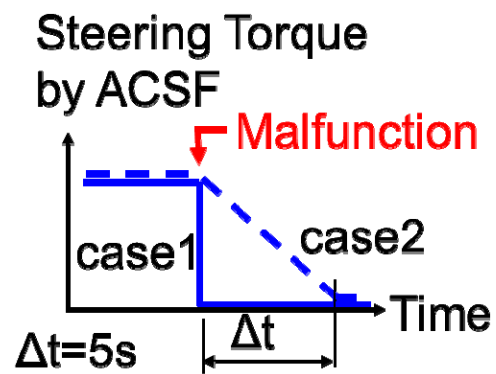 Steering Torque
by ACSF
Malfunction
case1
case2
Time
Δt
Δt=5s